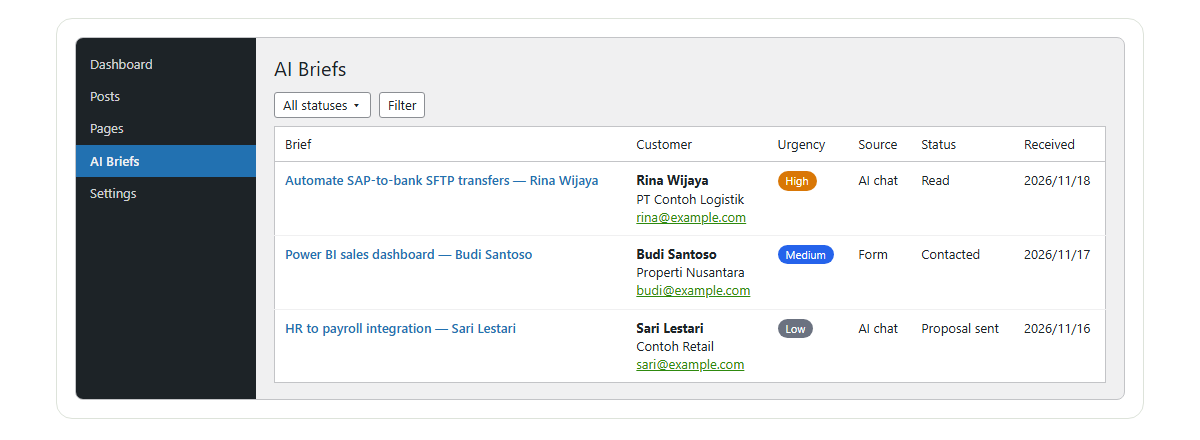 Dashboard
Posts
Pages
AI Briefs
Settings
AI Briefs
All statuses
Filter
Brief Customer Urgency Source Status Received
Automate SAP-to-bank SFTP transfers — Rina Wijaya Rina Wijaya High AI chat Read 2026/11/18
PT Contoh Logistik
rina@example.com
Power BI sales dashboard — Budi Santoso Budi Santoso Medium Form Contacted 2026/11/17
Properti Nusantara
budi@example.com
HR to payroll integration — Sari Lestari Sari Lestari Low AI chat Proposal sent 2026/11/16
Contoh Retail
sari@example.com